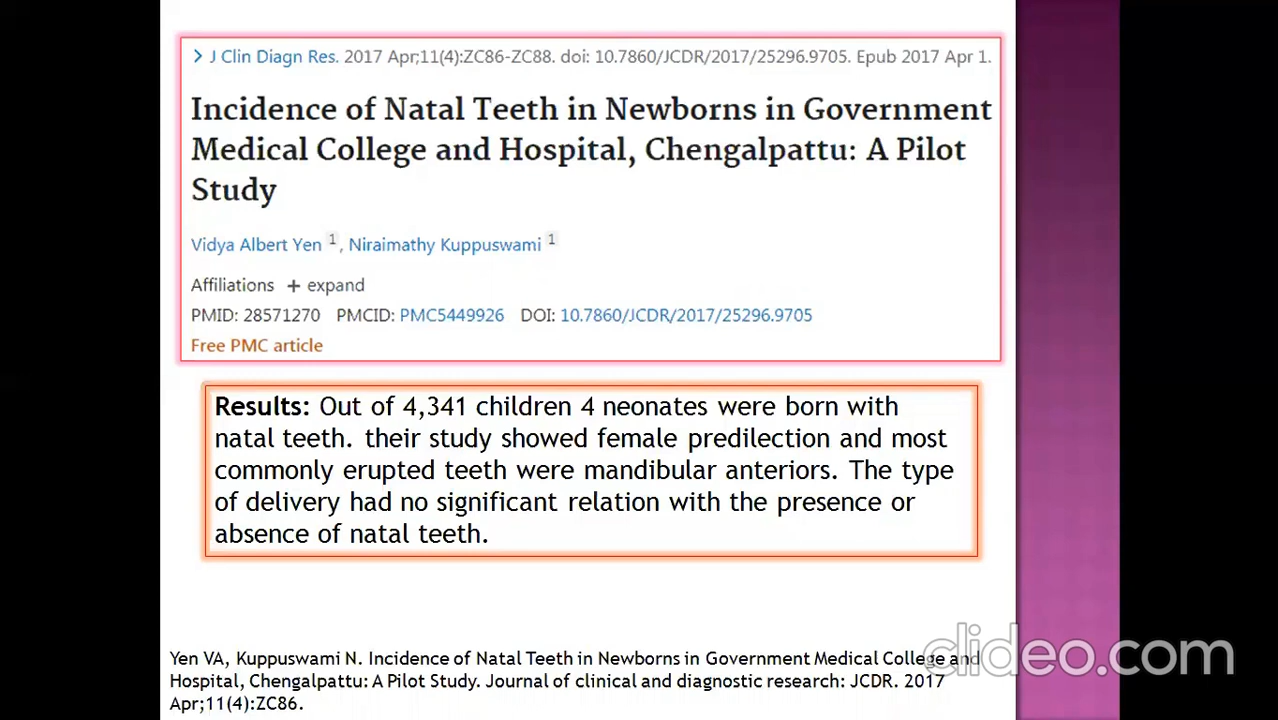 > J Clin Diagn Res. 2017 Apr;11(4):ZC86-ZC88. doi: 10.7860/JCDR/2017/25296.9705. Epub 2017 Apr 1.
Incidence of Natal Teeth in Newborns in Government
Medical College and Hospital, Chengalpattu: A Pilot
Study
Vidya Albert Yen 1, Niraimathy Kuppuswami 1
Affiliations + expand
PMID: 28571270 PMCID: PMC5449926 DOI: 10.7860/JCDR/2017/25296.9705
Free PMC article
Results: Out of 4,341 children 4 neonates were born with
natal teeth. their study showed female predilection and most
commonly erupted teeth were mandibular anteriors. The type
of delivery had no significant relation with the presence or
absence of natal teeth.
Yen VA, Kuppuswami N. Incidence of Natal Teeth in Newborns in Government Medical College and
Hospital, Chengalpattu: A Pilot Study. Journal of clinical and diagnostic research: JCDR. 2017
Apr;11(4):ZC86.
clideo.com